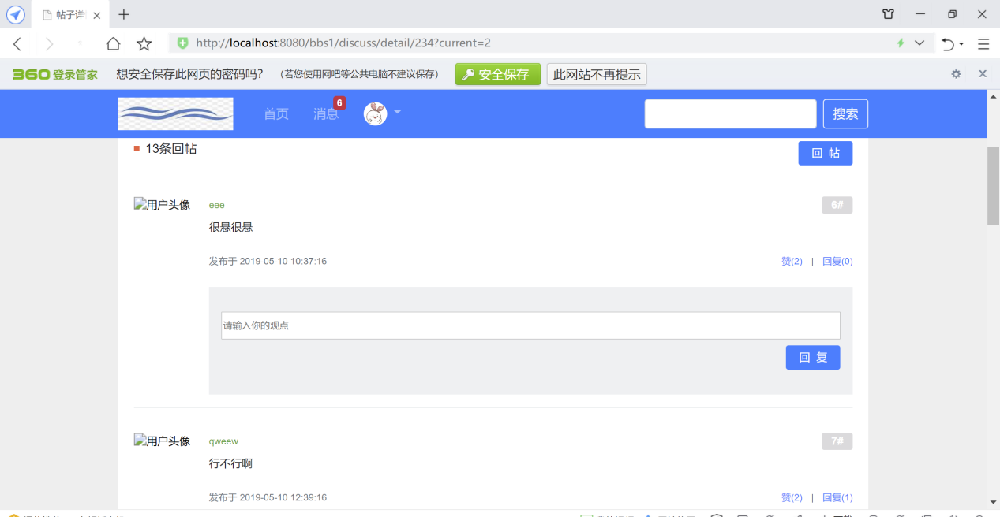 帖子详
http://localhost:8080/bbs1/discuss/detail/234?current=2
360登录管家 想安全保存此网页的密码吗？ （若您使用网吧等公共电脑不建议保存） 安全保存 此网站不再提示
首页 消息 6 搜索
13条回帖 回 帖
用户头像 eee 6#
很悬很悬
发布于 2019-05-10 10:37:16 赞(2) | 回复(0)
请输入你的观点
回 复
用户头像 qweew 7#
行不行啊
发布于 2019-05-10 12:39:16 赞(2) | 回复(1)